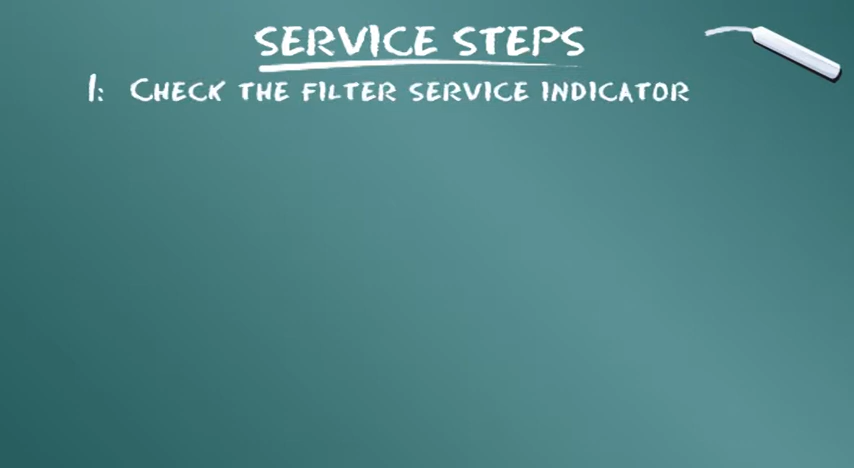 SERVICE STEPS
1: CHECK THE FILTER SERVICE INDICATOR